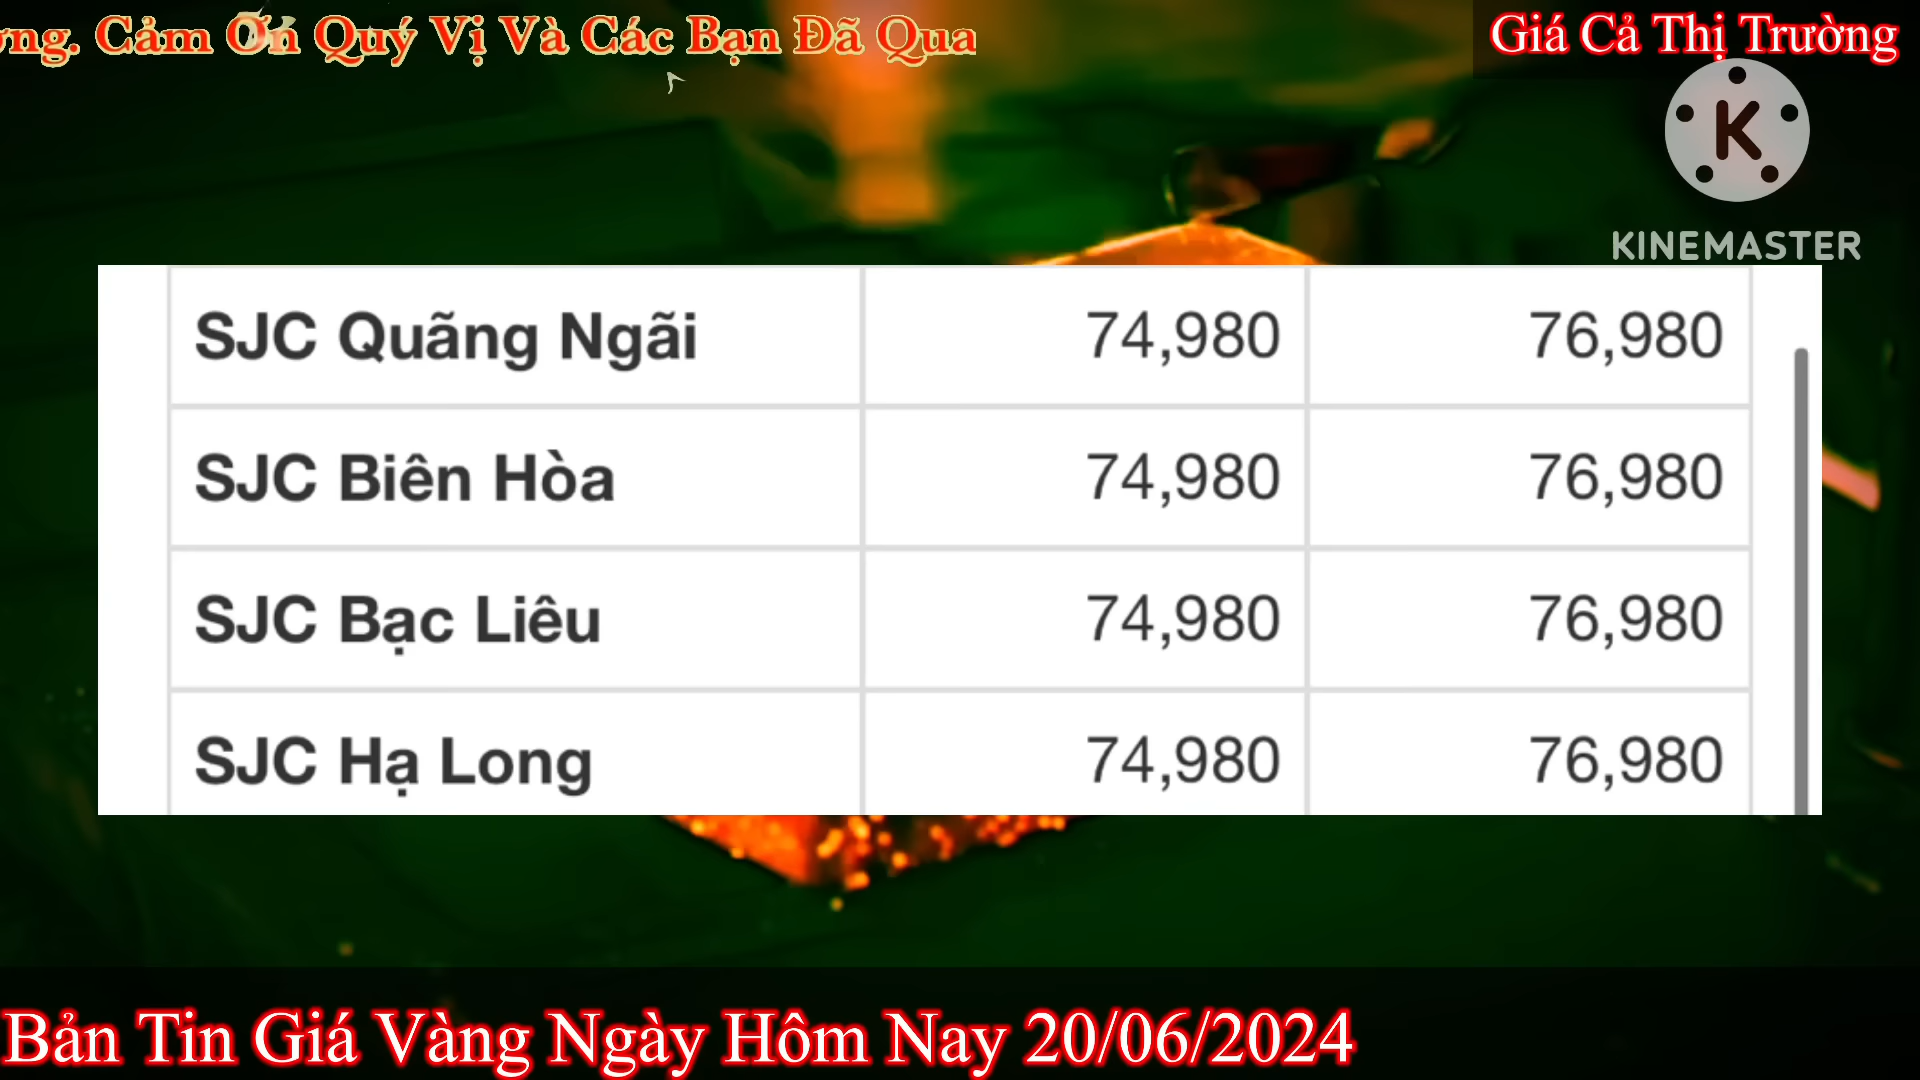 ng. Cảm Ơn Quý Vị Và Các Bạn Đã Qua
Giá Cả Thị Trường
K
KINEMASTER
SJC Quãng Ngãi 74,980 76,980
SJC Biên Hòa 74,980 76,980
SJC Bạc Liêu 74,980 76,980
SJC Hạ Long 74,980 76,980
Bản Tin Giá Vàng Ngày Hôm Nay 20/06/2024